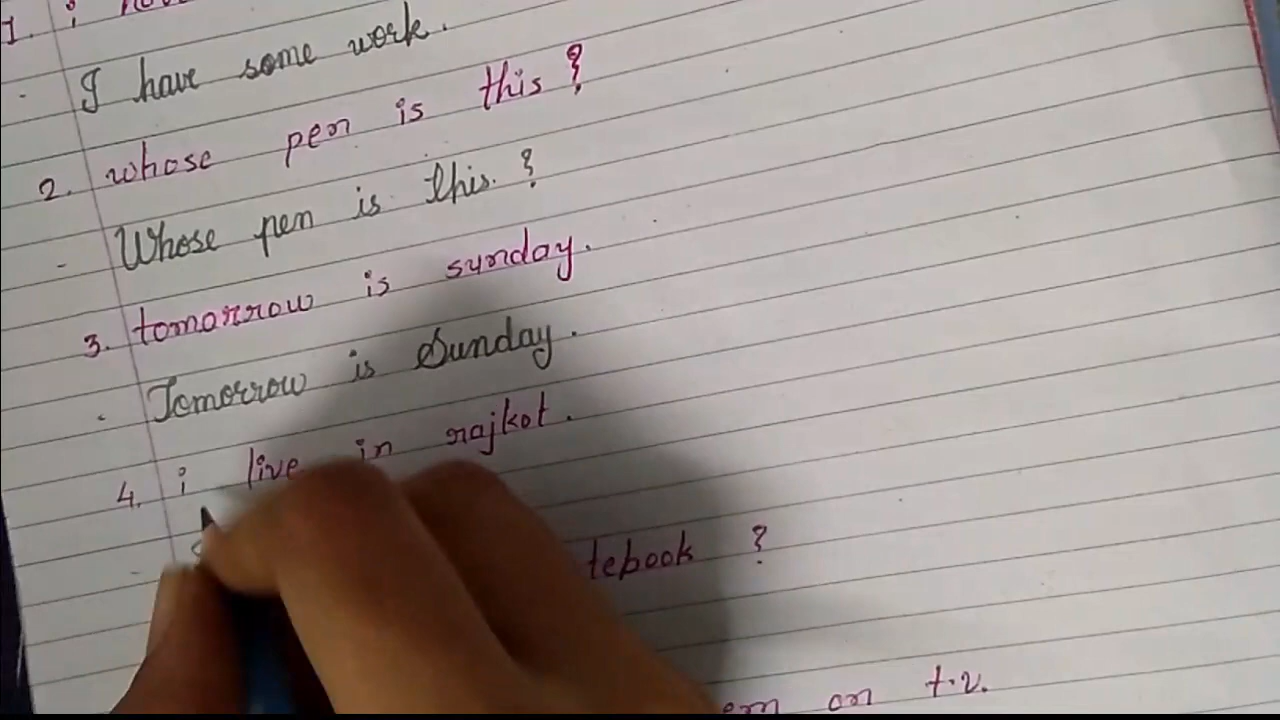 1. i
- I have some work.
2. whose pen is this ?
- Whose pen is this. ?
3. tomorrow is sunday.
- Tomorrow is Sunday.
4. i live in rajkot.
-
tebook ?
on t.v.